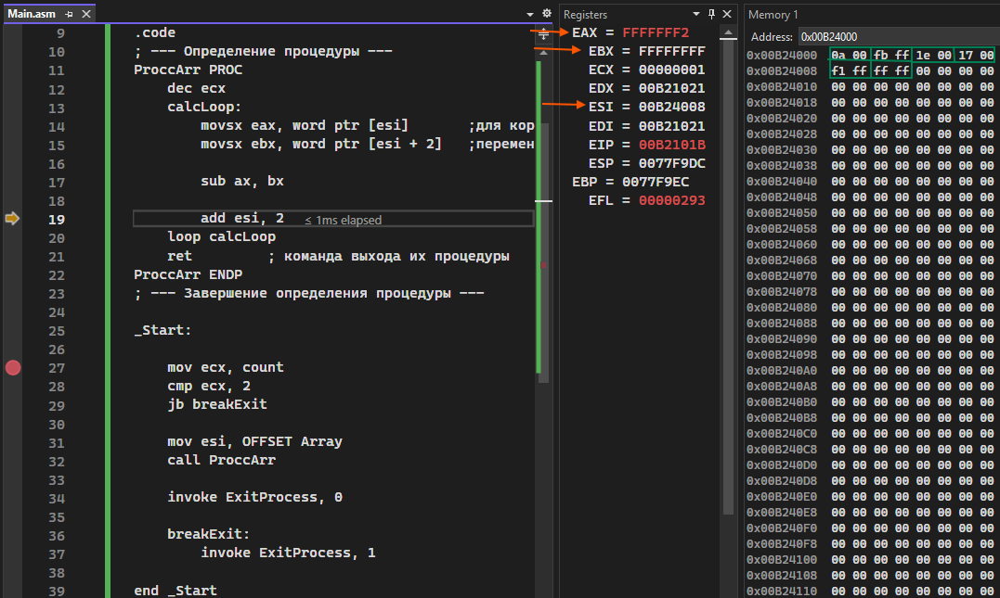 Main.asm
9 .code
10 ; --- Определение процедуры ---
11 ProccArr PROC
12 dec ecx
13 calcLoop:
14 movsx eax, word ptr [esi] ;для кор
15 movsx ebx, word ptr [esi + 2] ;перемен
16
17 sub ax, bx
18
19 add esi, 2 ≤ 1ms elapsed
20 loop calcLoop
21 ret ; команда выхода их процедуры
22 ProccArr ENDP
23 ; --- Завершение определения процедуры ---
24
25 _Start:
26
27 mov ecx, count
28 cmp ecx, 2
29 jb breakExit
30
31 mov esi, OFFSET Array
32 call ProccArr
33
34 invoke ExitProcess, 0
35
36 breakExit:
37 invoke ExitProcess, 1
38
39 end _Start
Registers
EAX = FFFFFFF2
EBX = FFFFFFFF
ECX = 00000001
EDX = 00B21021
ESI = 00B24008
EDI = 00B21021
EIP = 00B2101B
ESP = 0077F9DC
EBP = 0077F9EC
EFL = 00000293
Memory 1
Address: 0x00B24000
0x00B24000 0a 00 fb ff 1e 00 17 00
0x00B24008 f1 ff ff ff 00 00 00 00
0x00B24010 00 00 00 00 00 00 00 00
0x00B24018 00 00 00 00 00 00 00 00
0x00B24020 00 00 00 00 00 00 00 00
0x00B24028 00 00 00 00 00 00 00 00
0x00B24030 00 00 00 00 00 00 00 00
0x00B24038 00 00 00 00 00 00 00 00
0x00B24040 00 00 00 00 00 00 00 00
0x00B24048 00 00 00 00 00 00 00 00
0x00B24050 00 00 00 00 00 00 00 00
0x00B24058 00 00 00 00 00 00 00 00
0x00B24060 00 00 00 00 00 00 00 00
0x00B24068 00 00 00 00 00 00 00 00
0x00B24070 00 00 00 00 00 00 00 00
0x00B24078 00 00 00 00 00 00 00 00
0x00B24080 00 00 00 00 00 00 00 00
0x00B24088 00 00 00 00 00 00 00 00
0x00B24090 00 00 00 00 00 00 00 00
0x00B24098 00 00 00 00 00 00 00 00
0x00B240A0 00 00 00 00 00 00 00 00
0x00B240A8 00 00 00 00 00 00 00 00
0x00B240B0 00 00 00 00 00 00 00 00
0x00B240B8 00 00 00 00 00 00 00 00
0x00B240C0 00 00 00 00 00 00 00 00
0x00B240C8 00 00 00 00 00 00 00 00
0x00B240D0 00 00 00 00 00 00 00 00
0x00B240D8 00 00 00 00 00 00 00 00
0x00B240E0 00 00 00 00 00 00 00 00
0x00B240E8 00 00 00 00 00 00 00 00
0x00B240F0 00 00 00 00 00 00 00 00
0x00B240F8 00 00 00 00 00 00 00 00
0x00B24100 00 00 00 00 00 00 00 00
0x00B24108 00 00 00 00 00 00 00 00
0x00B24110 00 00 00 00 00 00 00 00